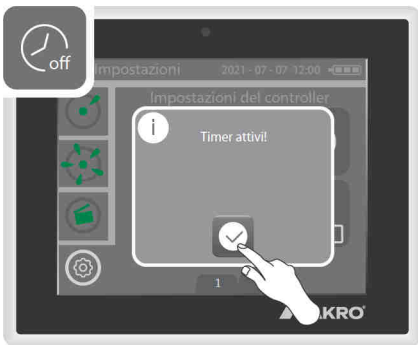 off
Impostazioni
2021 - 07 - 07 12:00
Impostazioni del controller
i
Timer attivi!
1
AKRO